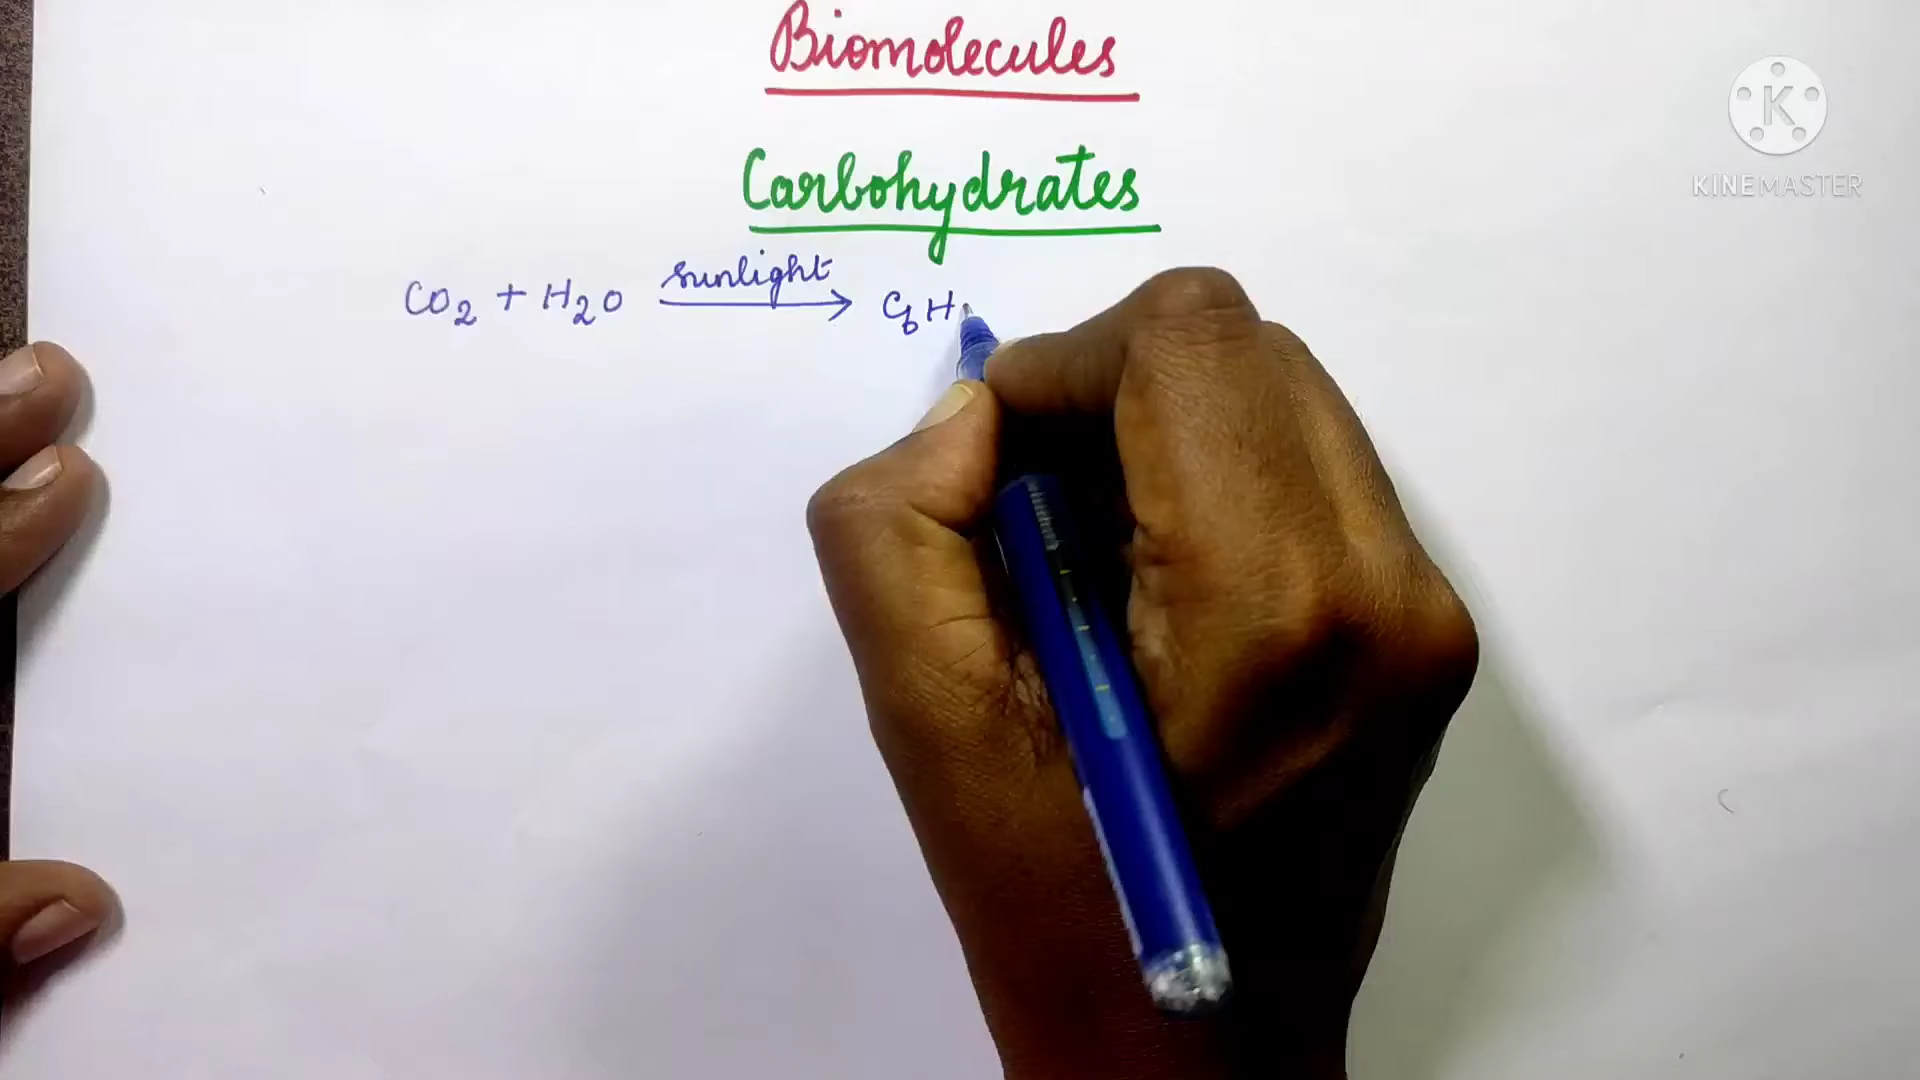 Biomolecules
Carbohydrates
CO2 + H2O sunlight → C6H
K
KINEMASTER